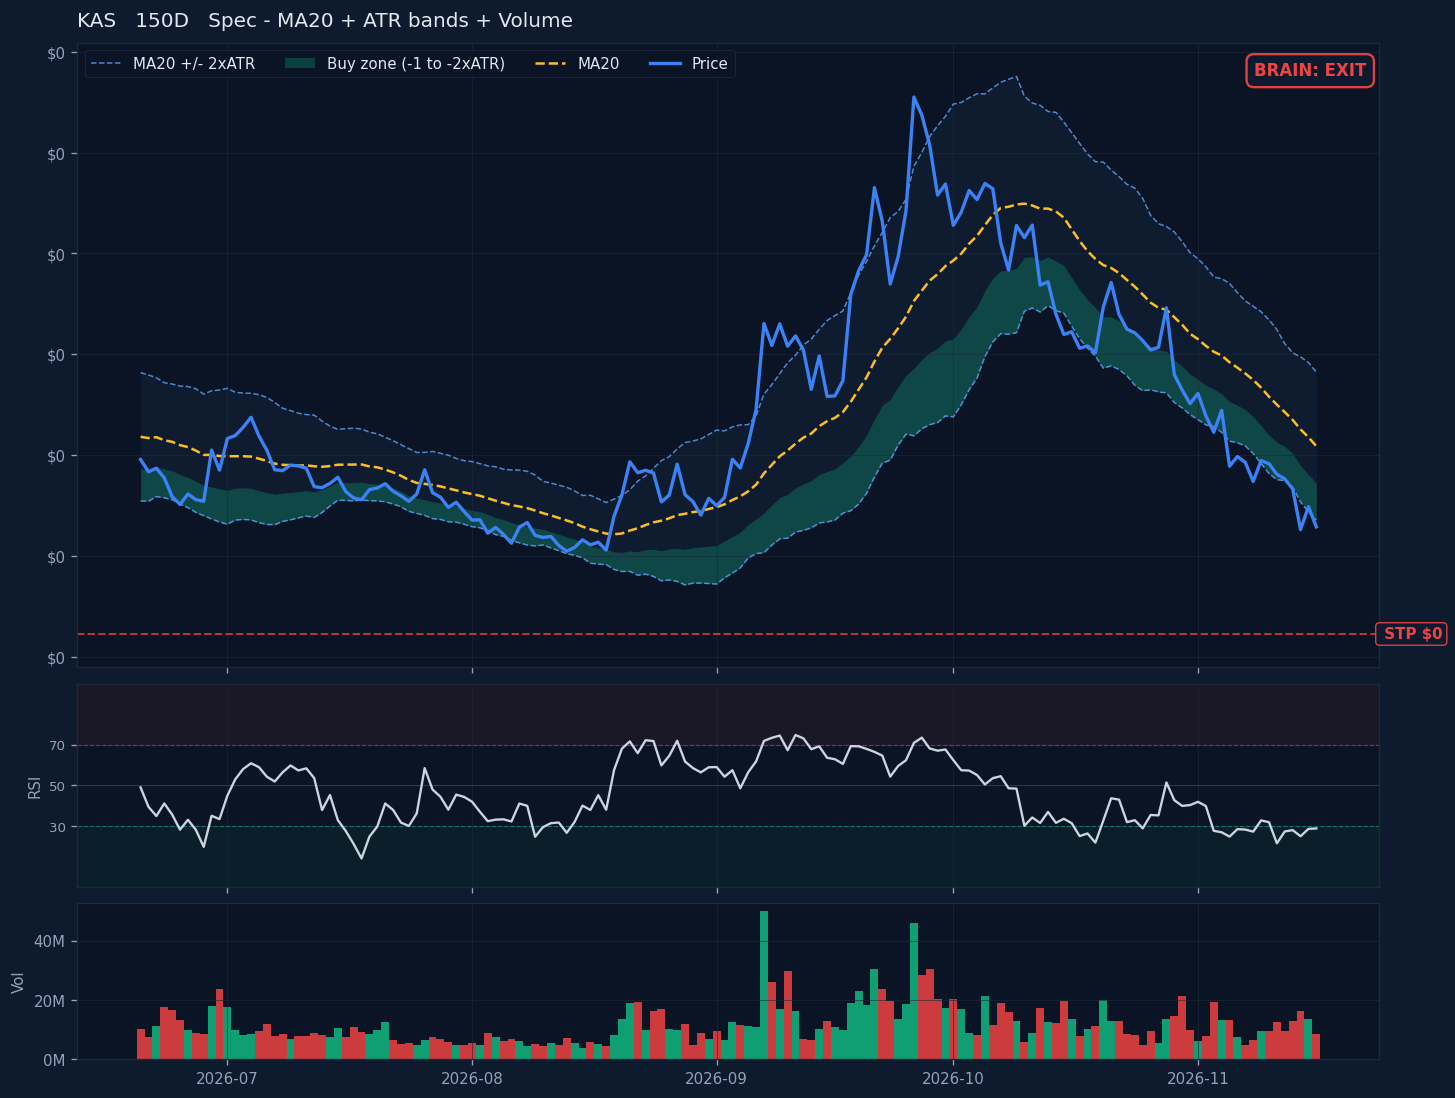 KAS 150D Spec - MA20 + ATR bands + Volume
MA20 +/- 2xATR
Buy zone (-1 to -2xATR)
MA20
Price
BRAIN: EXIT
$0
$0
$0
$0
$0
$0
$0
STP $0
RSI
70
50
30
Vol
40M
20M
0M
2026-07
2026-08
2026-09
2026-10
2026-11